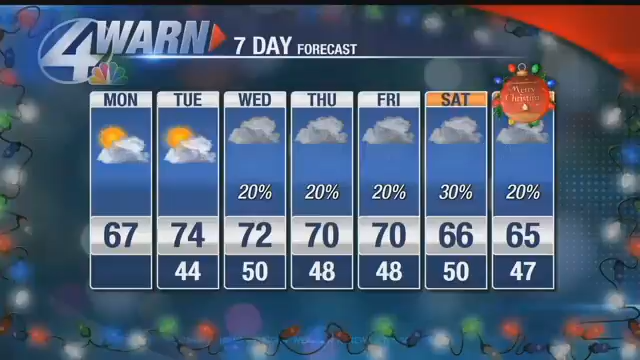 4WARN 7 DAY FORECAST
MON TUE WED THU FRI SAT
Merry
Christmas
20% 20% 20% 30% 20%
67 74 72 70 70 66 65
44 50 48 48 50 47